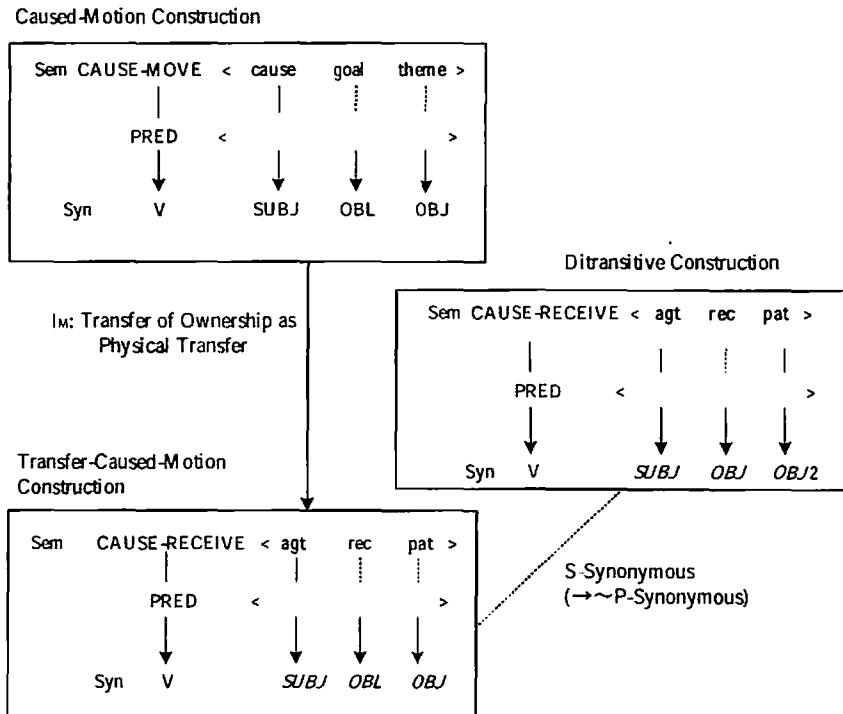 Caused-Motion Construction
Sem CAUSE-MOVE < cause goal theme >
PRED < >
Syn V SUBJ OBL OBJ
Ditransitive Construction
Sem CAUSE-RECEIVE < agt rec pat >
PRED < >
Syn V SUBJ OBJ OBJ2
IM: Transfer of Ownership as
Physical Transfer
Transfer-Caused-Motion
Construction
Sem CAUSE-RECEIVE < agt rec pat >
PRED < >
Syn V SUBJ OBL OBJ
S-Synonymous
(→~P-Synonymous)